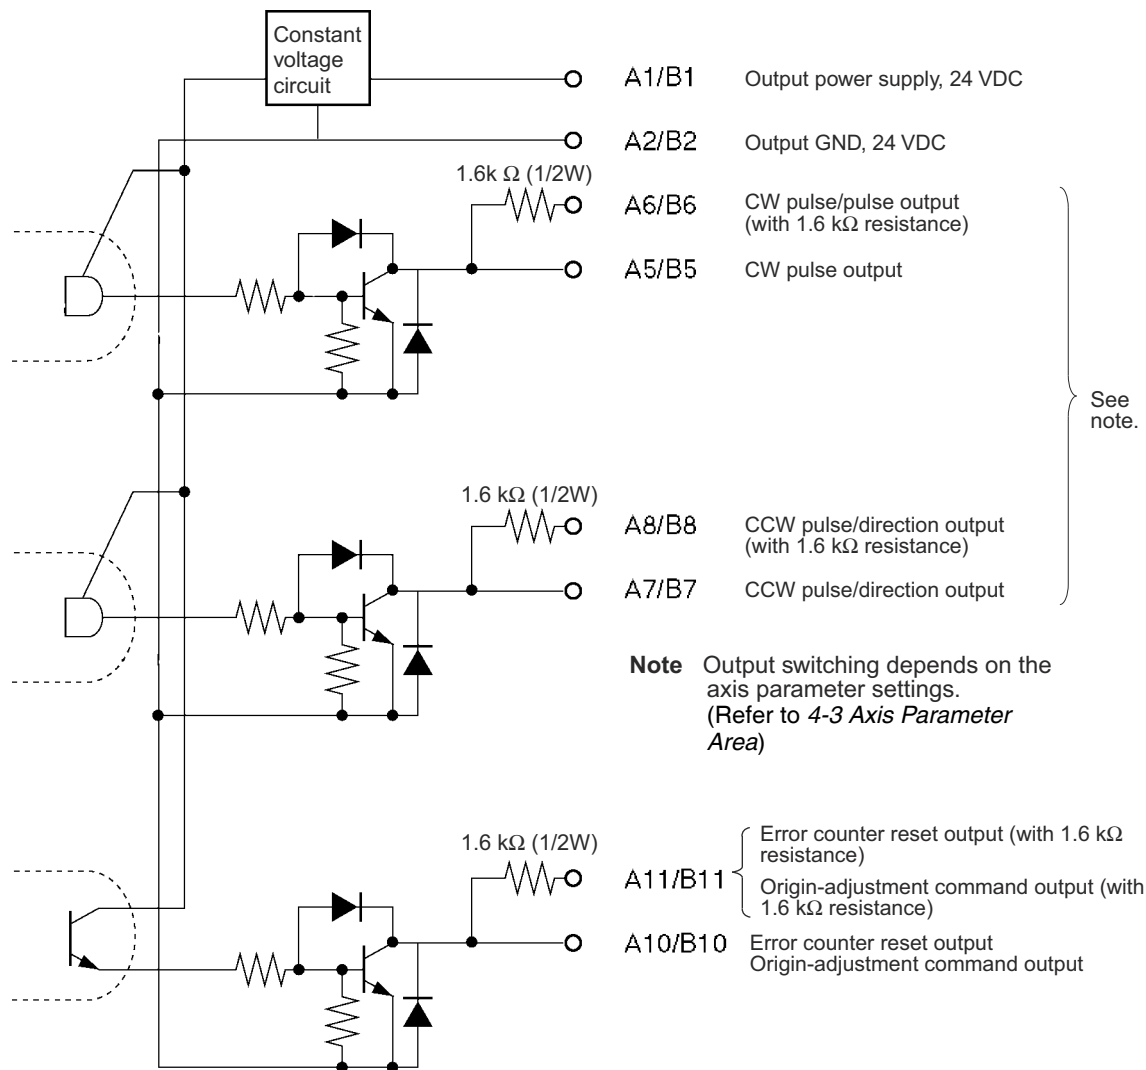 Constant
voltage
circuit
A1/B1 Output power supply, 24 VDC
A2/B2 Output GND, 24 VDC
1.6k Ω (1/2W)
A6/B6 CW pulse/pulse output
(with 1.6 kΩ resistance)
A5/B5 CW pulse output
See
note.
1.6 kΩ (1/2W)
A8/B8 CCW pulse/direction output
(with 1.6 kΩ resistance)
A7/B7 CCW pulse/direction output
Note Output switching depends on the
axis parameter settings.
(Refer to 4-3 Axis Parameter
Area)
1.6 kΩ (1/2W)
A11/B11 Error counter reset output (with 1.6 kΩ
resistance)
Origin-adjustment command output (with
1.6 kΩ resistance)
A10/B10 Error counter reset output
Origin-adjustment command output